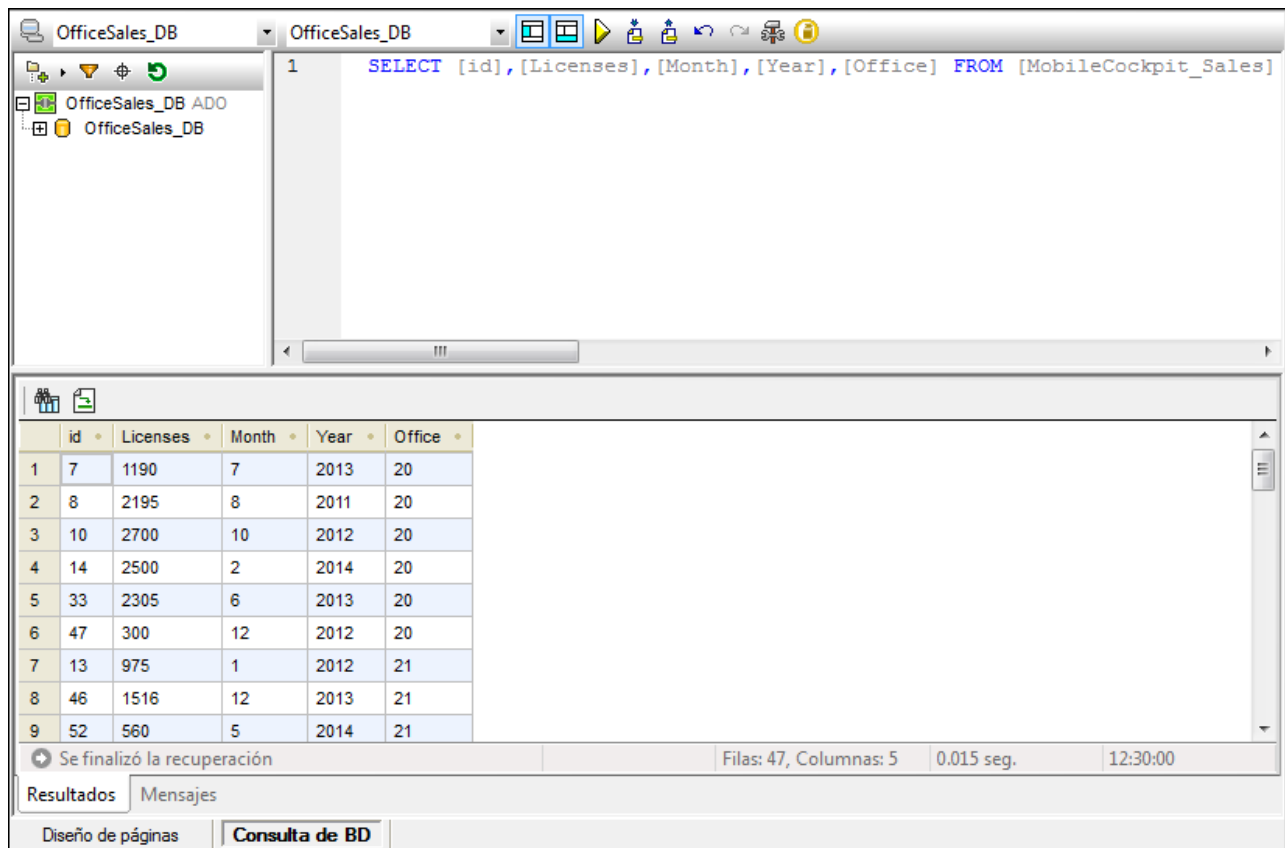 OfficeSales_DB OfficeSales_DB
1 SELECT [id],[Licenses],[Month],[Year],[Office] FROM [MobileCockpit_Sales]
OfficeSales_DB ADO
OfficeSales_DB
id Licenses Month Year Office
1 7 1190 7 2013 20
2 8 2195 8 2011 20
3 10 2700 10 2012 20
4 14 2500 2 2014 20
5 33 2305 6 2013 20
6 47 300 12 2012 20
7 13 975 1 2012 21
8 46 1516 12 2013 21
9 52 560 5 2014 21
Se finalizó la recuperación Filas: 47, Columnas: 5 0.015 seg. 12:30:00
Resultados Mensajes
Diseño de páginas Consulta de BD